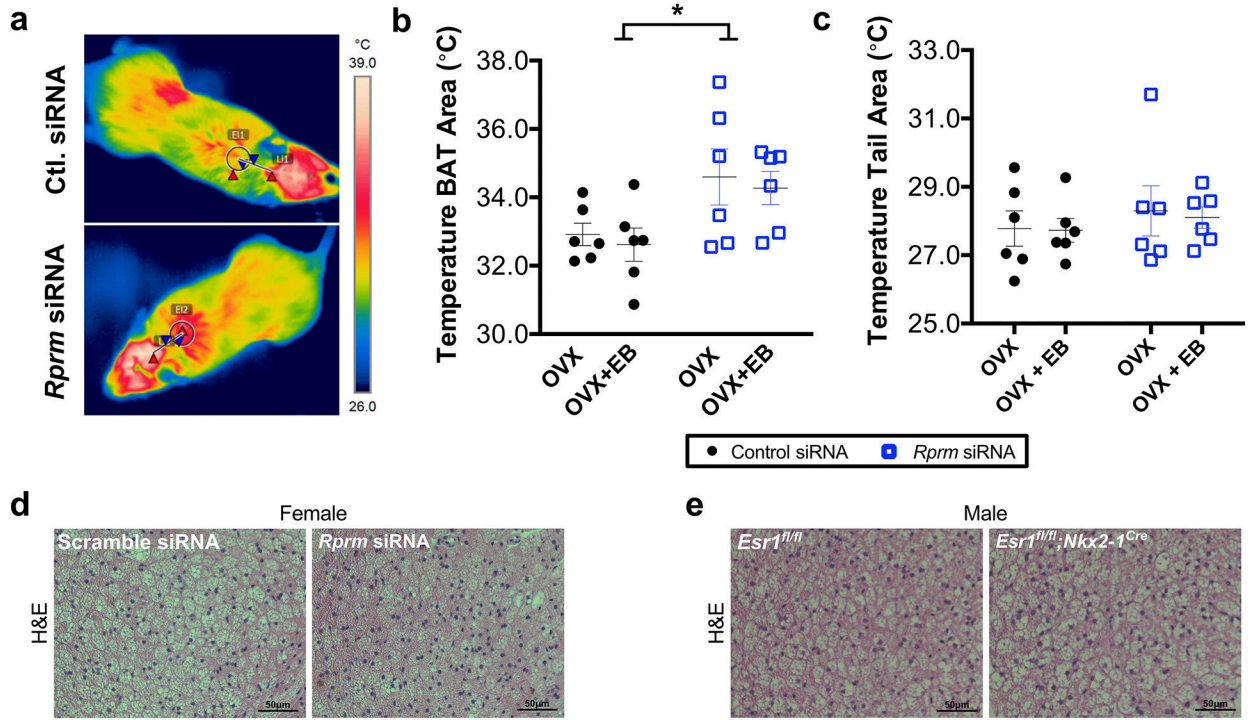 a
Ctl. siRNA
Rprm siRNA
°C
39.0
26.0
El1
Li1
El2
b
*
Temperature BAT Area (°C)
38.0
36.0
34.0
32.0
30.0
OVX
OVX+EB
OVX
OVX+EB
c
Temperature Tail Area (°C)
33.0
31.0
29.0
27.0
25.0
OVX
OVX + EB
OVX
OVX + EB
Control siRNA
Rprm siRNA
d
Female
H&E
Scramble siRNA
Rprm siRNA
50μm
50μm
e
Male
H&E
Esr1fl/fl
Esr1fl/fl;Nkx2-1Cre
50μm
50μm